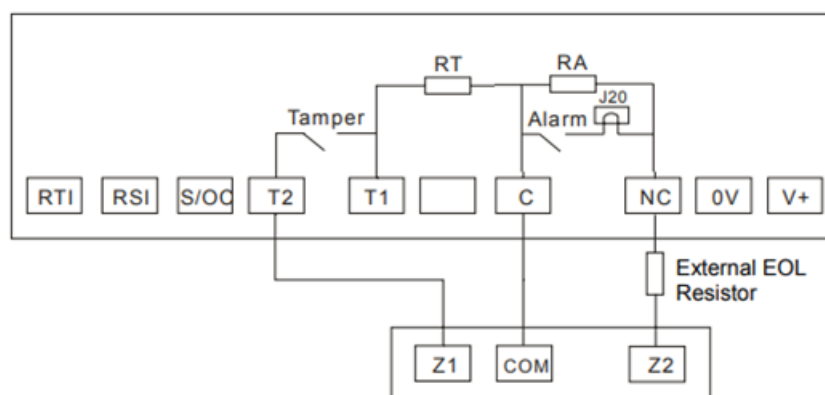 RT
RA
J20
Tamper
Alarm
RTI
RSI
S/OC
T2
T1
C
NC
0V
V+
External EOL
Resistor
Z1
COM
Z2